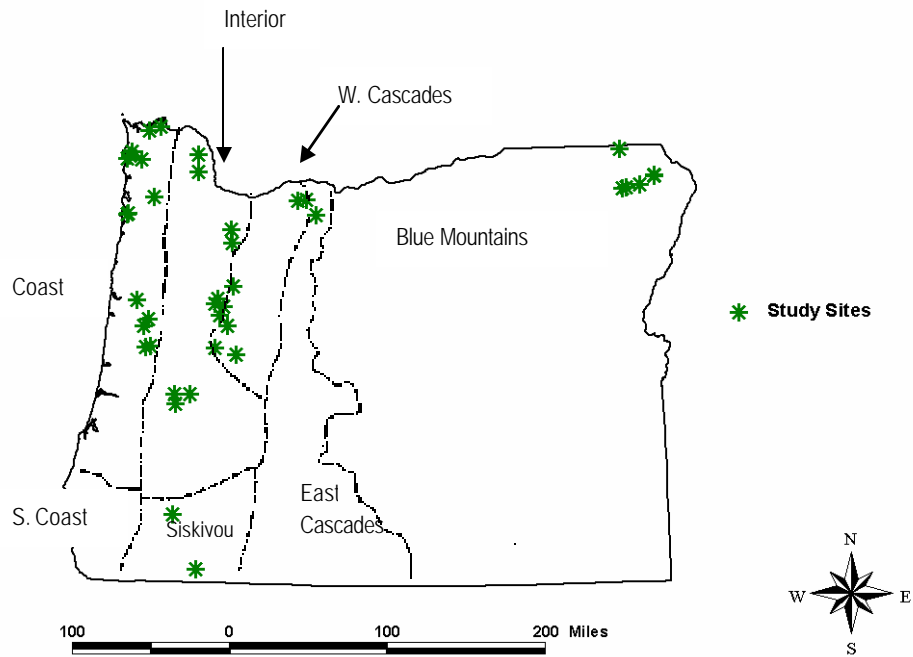 Interior
W. Cascades
Blue Mountains
Coast
Study Sites
S. Coast
Siskivou
East
Cascades
N
W
E
S
100 0 100 200 Miles